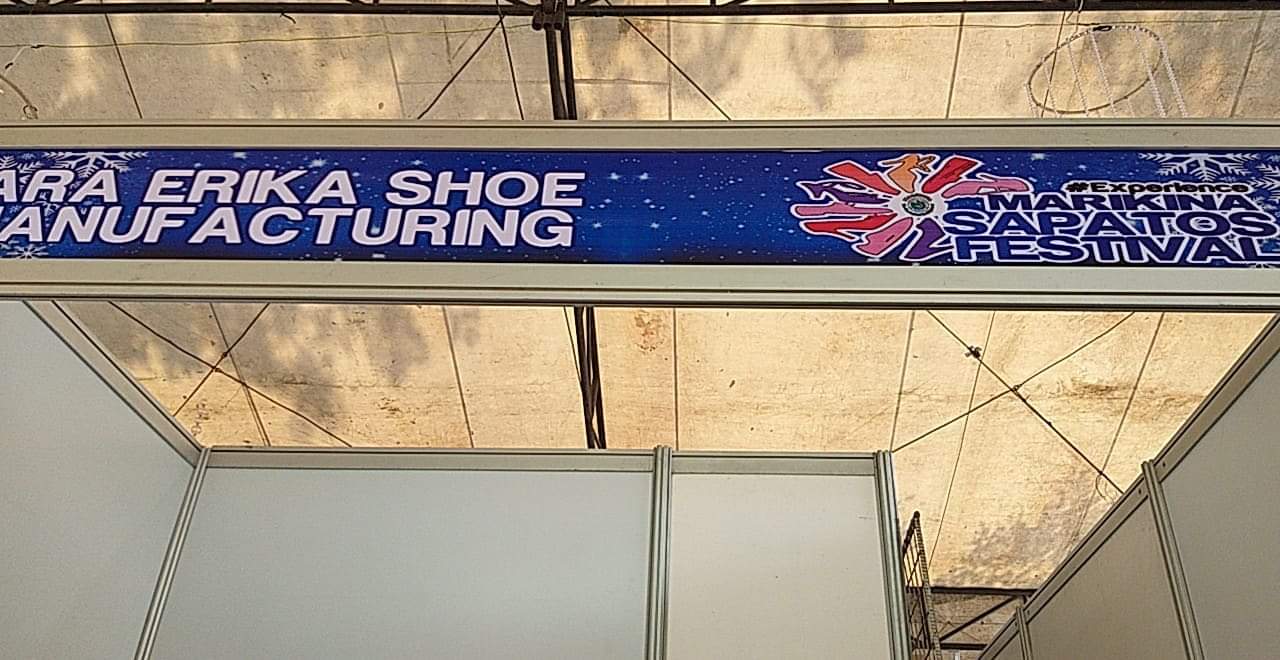 ARA ERIKA SHOE
ANUFACTURING
#Experience
MARIKINA
SAPATOS
FESTIVAL